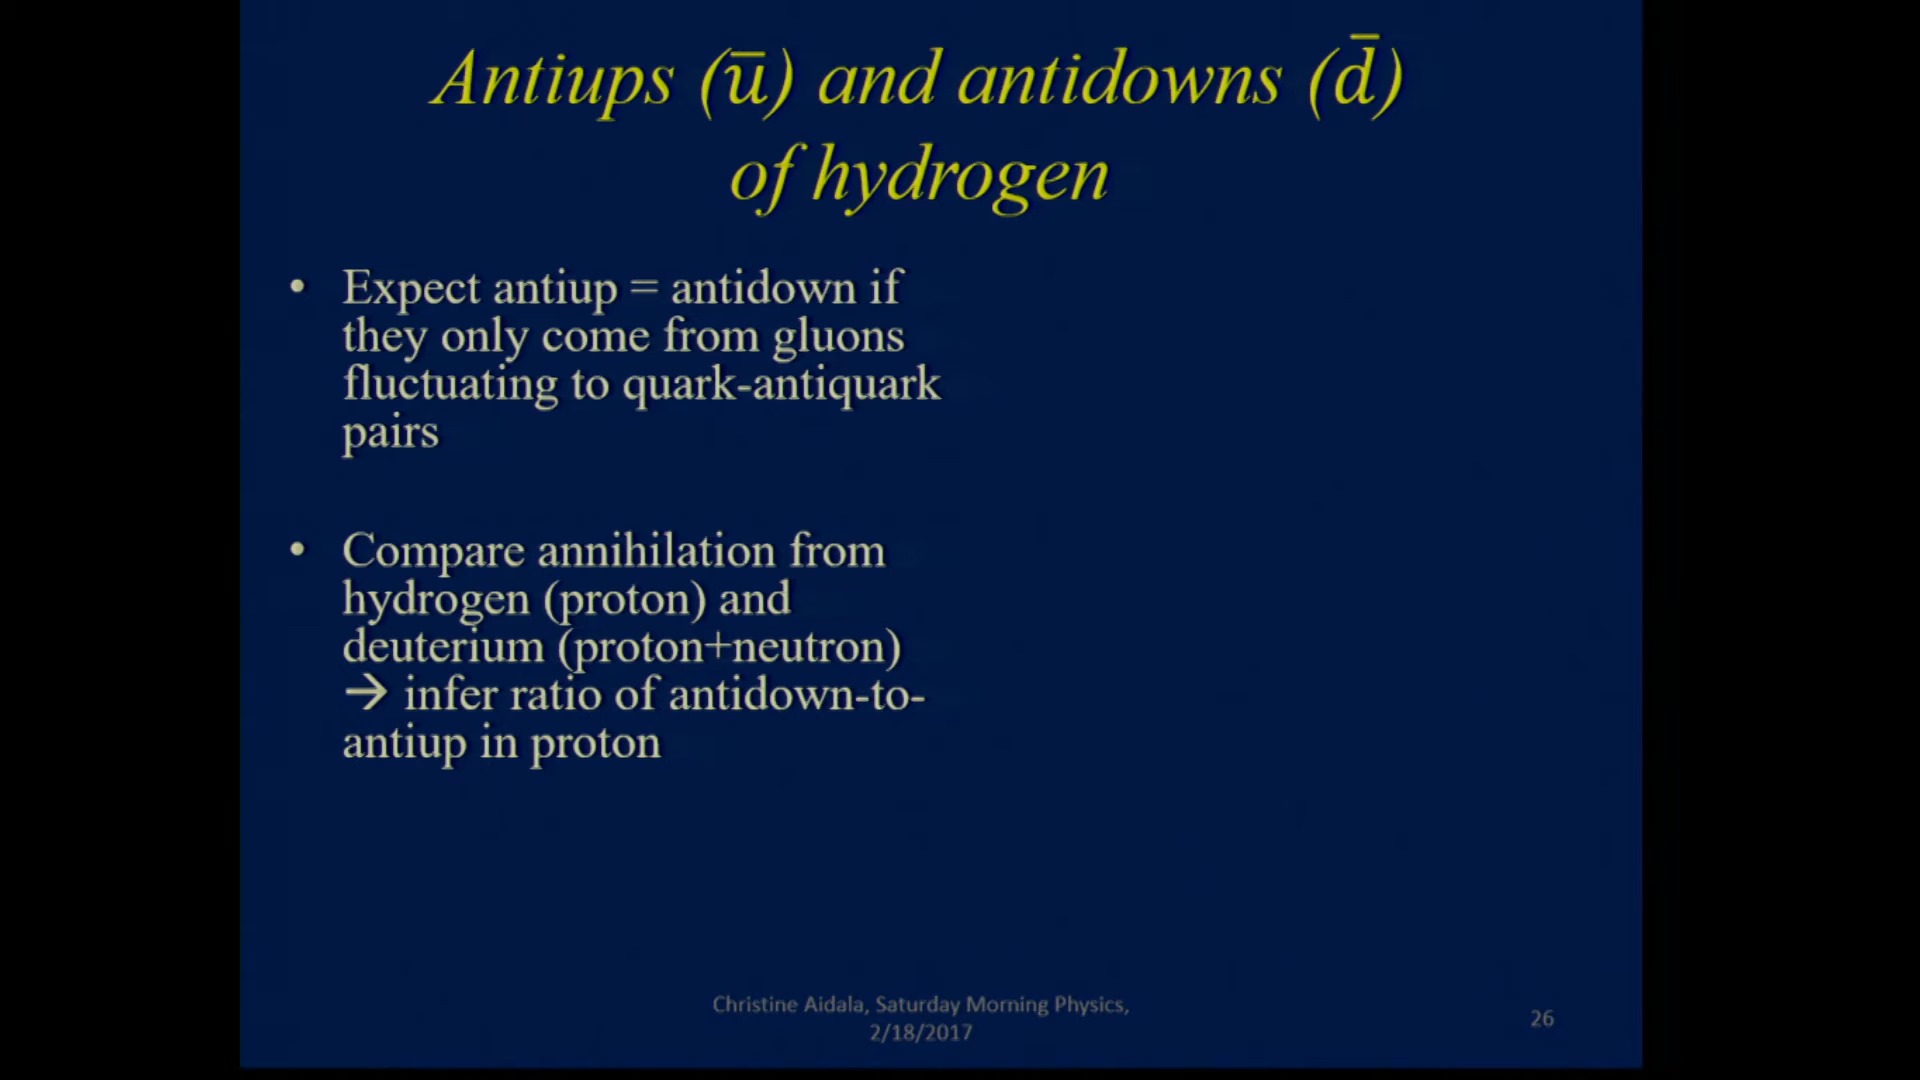 Antiups (u̅) and antidowns (d̅)
of hydrogen
• Expect antiup = antidown if
they only come from gluons
fluctuating to quark-antiquark
pairs
• Compare annihilation from
hydrogen (proton) and
deuterium (proton+neutron)
→ infer ratio of antidown-to-
antiup in proton
Christine Aidala, Saturday Morning Physics,
2/18/2017
26